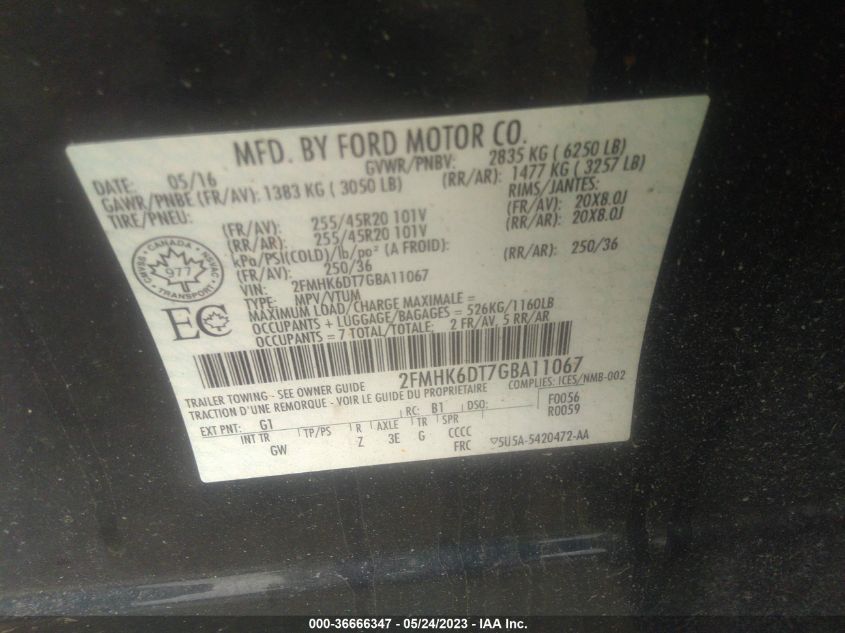 MFD. BY FORD MOTOR CO.
DATE: 05/16 GVWR/PNBV: 2835 KG ( 6250 LB)
GAWR/PNBE (FR/AV): 1383 KG ( 3050 LB) (RR/AR): 1477 KG ( 3257 LB)
TIRE/PNEU: RIMS/JANTES:
(FR/AV): 255/45R20 101V (FR/AV): 20X8.0J
(RR/AR): 255/45R20 101V (RR/AR): 20X8.0J
kPa/PSI(COLD)/lb/po² (A FROID):
(FR/AV): 250/36 (RR/AR): 250/36
VIN: 2FMHK6DT7GBA11067
TYPE: MPV/VTUM
MAXIMUM LOAD/CHARGE MAXIMALE =
OCCUPANTS + LUGGAGE/BAGAGES = 526KG/1160LB
OCCUPANTS = 7 TOTAL/TOTALE: 2 FR/AV, 5 RR/AR
CANADA
CMVSS NSVAC
977
TRANSPORT
EC
2FMHK6DT7GBA11067
TRAILER TOWING - SEE OWNER GUIDE COMPLIES: ICES/NMB-002
TRACTION D'UNE REMORQUE - VOIR LE GUIDE DU PROPRIETAIRE
EXT PNT: G1 RC: B1 DSO: F0056
R0059
INT TR TP/PS R AXLE TR SPR
GW Z 3E G CCCC
FRC 5U5A-5420472-AA
000-36666347 - 05/24/2023 - IAA Inc.